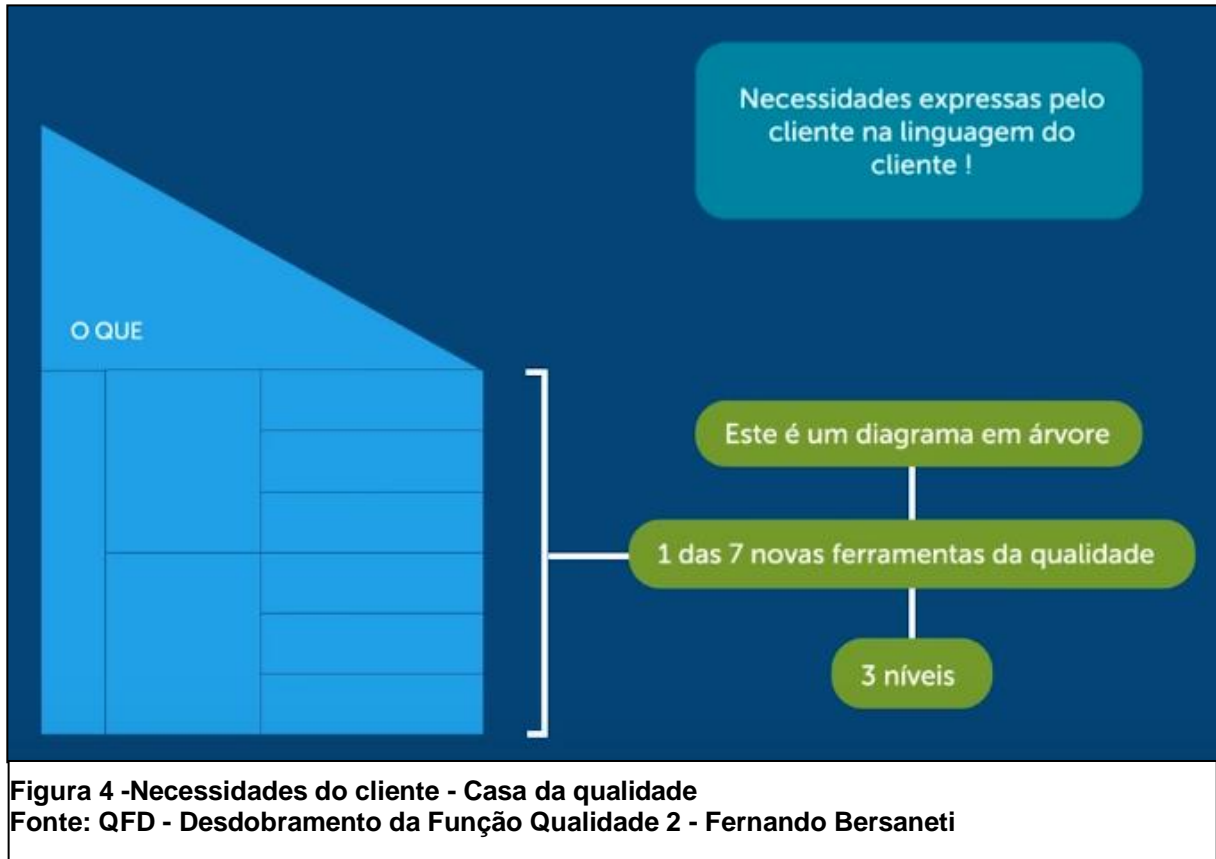 Necessidades expressas pelo
cliente na linguagem do
cliente !
O QUE
Este é um diagrama em árvore
1 das 7 novas ferramentas da qualidade
3 níveis
Figura 4 -Necessidades do cliente - Casa da qualidade
Fonte: QFD - Desdobramento da Função Qualidade 2 - Fernando Bersaneti